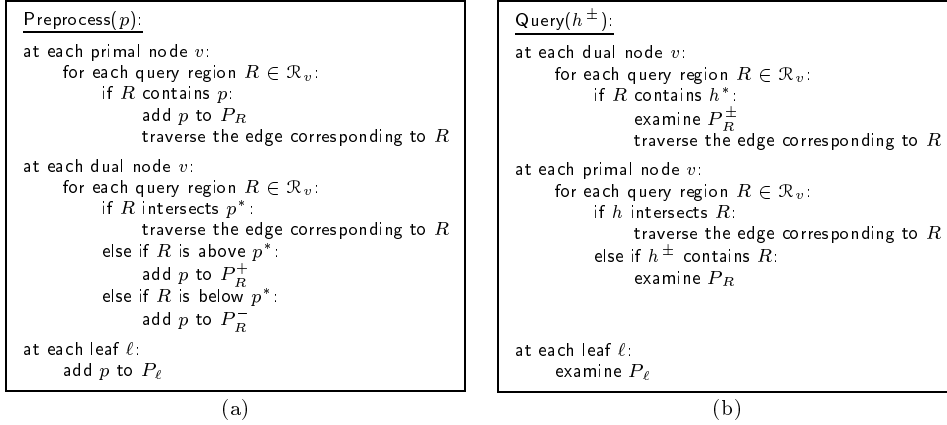 Preprocess(p):
at each primal node v:
for each query region R ∈ ℛ_v:
if R contains p:
add p to P_R
traverse the edge corresponding to R
at each dual node v:
for each query region R ∈ ℛ_v:
if R intersects p*:
traverse the edge corresponding to R
else if R is above p*:
add p to P_R^+
else if R is below p*:
add p to P_R^−
at each leaf ℓ:
add p to P_ℓ
(a)
Query(h^±):
at each dual node v:
for each query region R ∈ ℛ_v:
if R contains h*:
examine P_R^±
traverse the edge corresponding to R
at each primal node v:
for each query region R ∈ ℛ_v:
if h intersects R:
traverse the edge corresponding to R
else if h^± contains R:
examine P_R
at each leaf ℓ:
examine P_ℓ
(b)